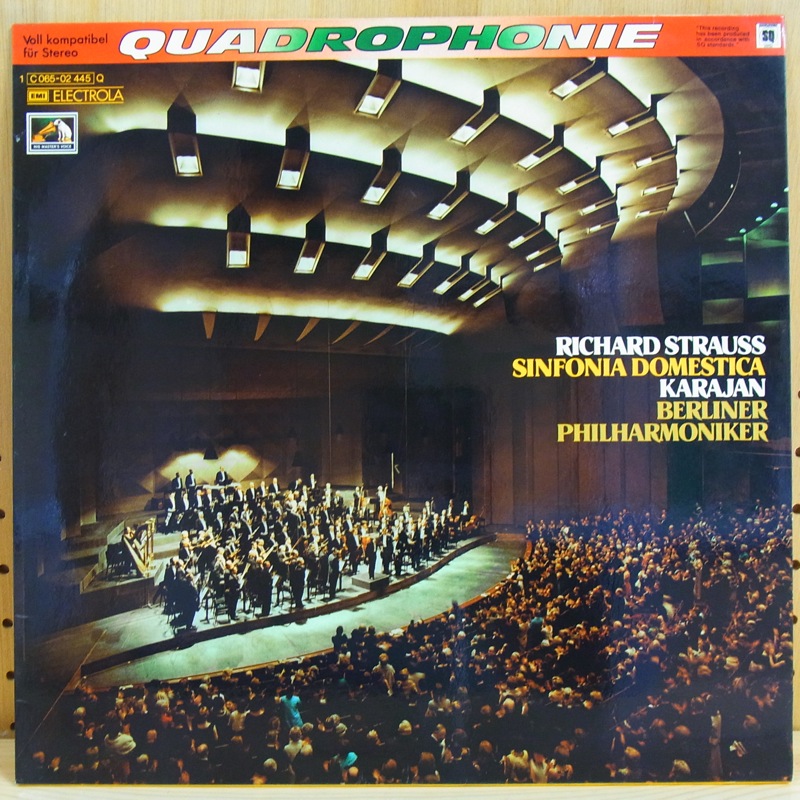 Voll kompatibel
für Stereo
QUADROPHONIE
"This recording
has been produced
in accordance with
SQ standards"
SQ
1 C 065-02 445 Q
EMI ELECTROLA
HIS MASTER'S VOICE
RICHARD STRAUSS
SINFONIA DOMESTICA
KARAJAN
BERLINER
PHILHARMONIKER